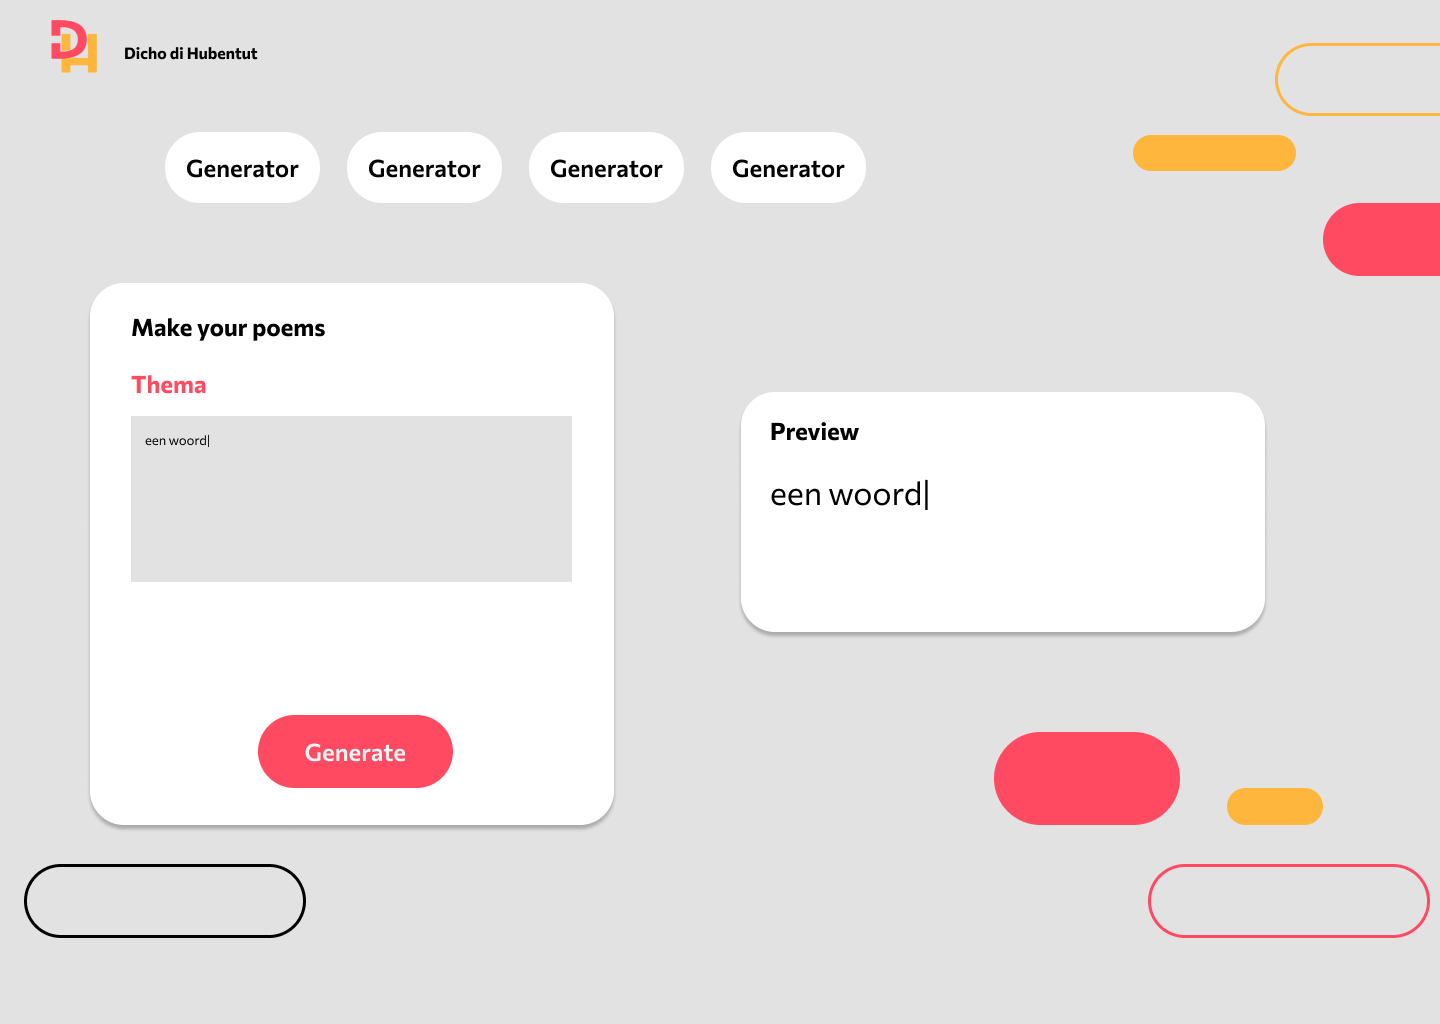 DH
Dicho di Hubentut
Generator Generator Generator Generator
Make your poems
Thema
een woord|
Generate
Preview
een woord|